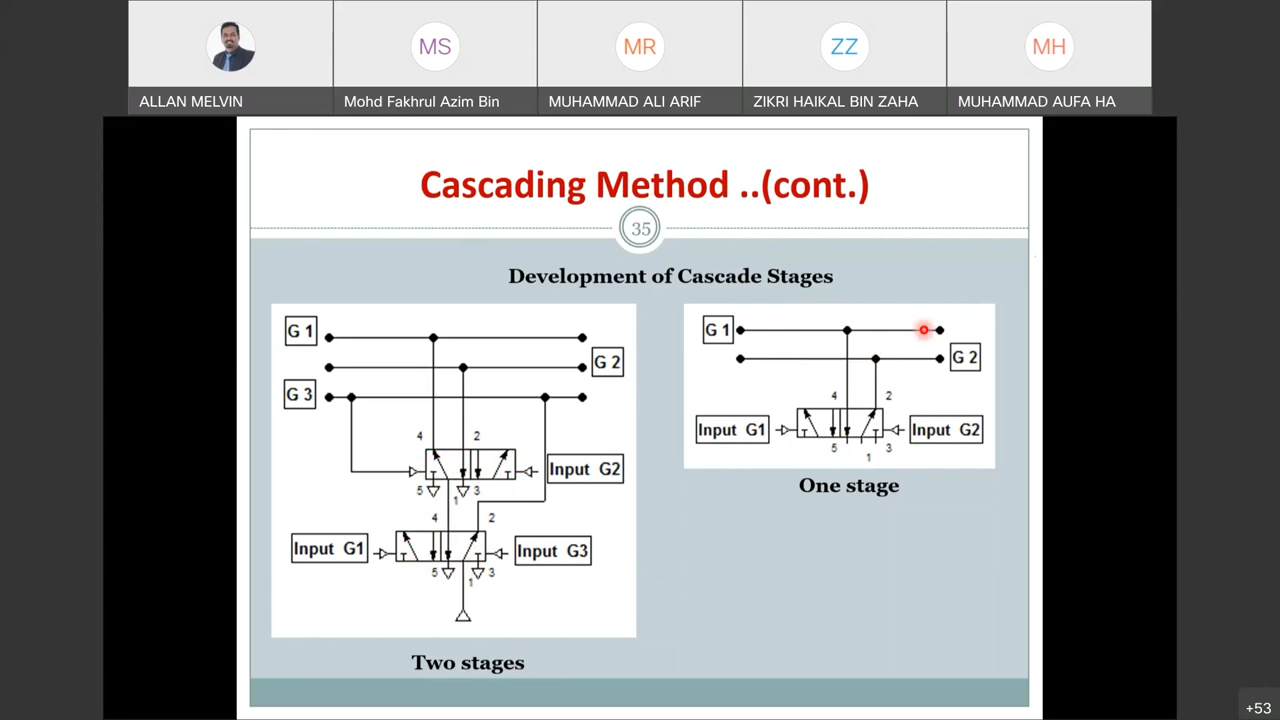 MS
MR
ZZ
MH
ALLAN MELVIN
Mohd Fakhrul Azim Bin
MUHAMMAD ALI ARIF
ZIKRI HAIKAL BIN ZAHA
MUHAMMAD AUFA HA
Cascading Method ..(cont.)
35
Development of Cascade Stages
G 1
G 2
G 3
4
2
Input G2
5
1
3
4
2
Input G1
Input G3
5
1
3
Two stages
G 1
G 2
4
2
Input G1
Input G2
5
1
3
One stage
+53